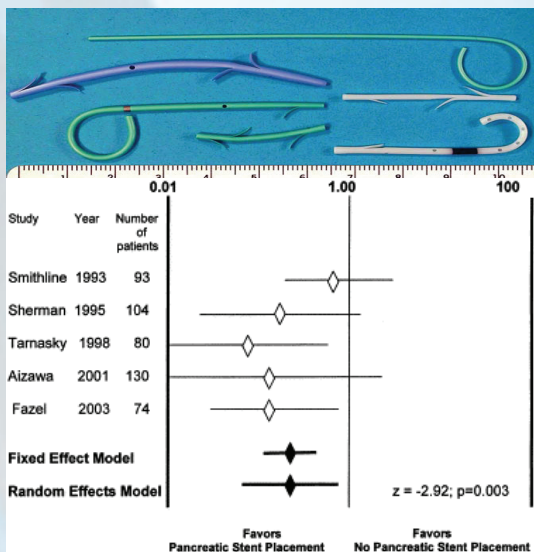 0.01 1.00 100
Study Year Number of patients
Smithline 1993 93
Sherman 1995 104
Tarnasky 1998 80
Aizawa 2001 130
Fazel 2003 74
Fixed Effect Model
Random Effects Model
z = -2.92; p=0.003
Favors Pancreatic Stent Placement
Favors No Pancreatic Stent Placement